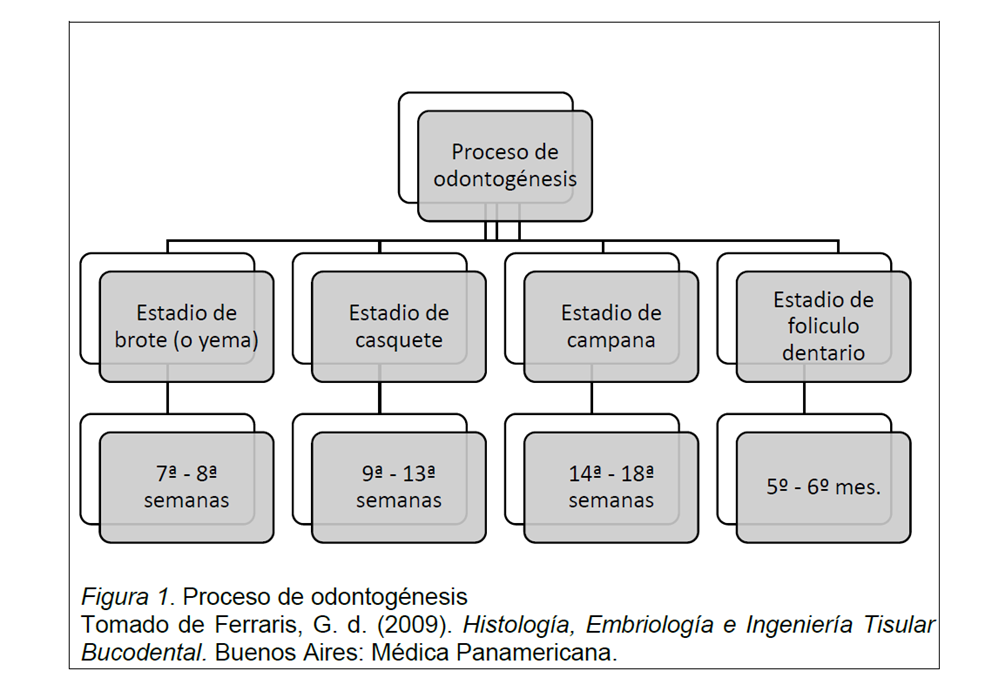 Proceso de
odontogénesis
Estadio de
brote (o yema)
Estadio de
casquete
Estadio de
campana
Estadio de
foliculo
dentario
7ª - 8ª
semanas
9ª - 13ª
semanas
14ª - 18ª
semanas
5º - 6º mes.
Figura 1. Proceso de odontogénesis
Tomado de Ferraris, G. d. (2009). Histología, Embriología e Ingeniería Tisular
Bucodental. Buenos Aires: Médica Panamericana.